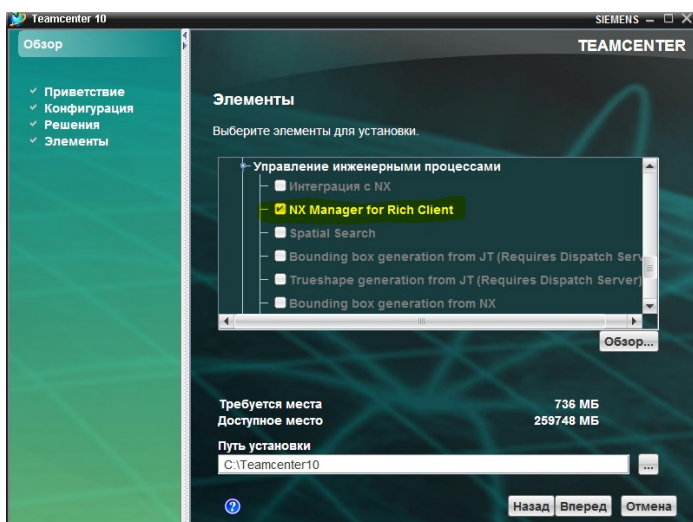 Teamcenter 10
SIEMENS
Обзор
TEAMCENTER
Приветствие
Конфигурация
Решения
Элементы
Элементы
Выберите элементы для установки.
Управление инженерными процессами
Интеграция с NX
NX Manager for Rich Client
Spatial Search
Bounding box generation from JT (Requires Dispatch Serv
Trueshape generation from JT (Requires Dispatch Server)
Bounding box generation from NX
Обзор...
Требуется места 736 МБ
Доступное место 259748 МБ
Путь установки
C:\Teamcenter10
...
? Назад Вперед Отмена